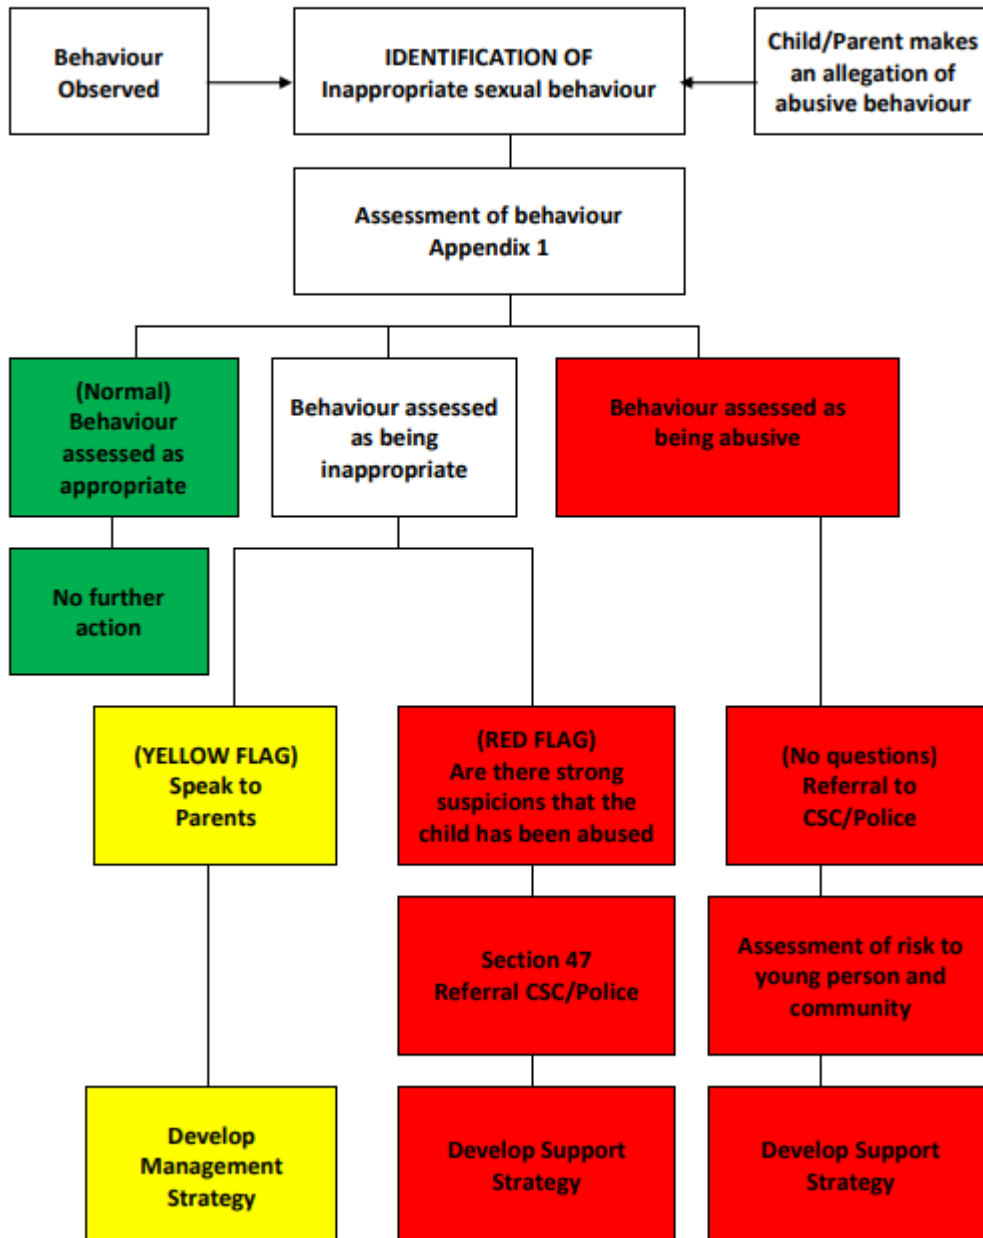 Behaviour
Observed
IDENTIFICATION OF
Inappropriate sexual behaviour
Child/Parent makes
an allegation of
abusive behaviour
Assessment of behaviour
Appendix 1
(Normal)
Behaviour
assessed as
appropriate
Behaviour assessed
as being
inappropriate
Behaviour assessed as
being abusive
No further
action
(YELLOW FLAG)
Speak to
Parents
(RED FLAG)
Are there strong
suspicions that the
child has been abused
(No questions)
Referral to
CSC/Police
Section 47
Referral CSC/Police
Assessment of risk to
young person and
community
Develop
Management
Strategy
Develop Support
Strategy
Develop Support
Strategy